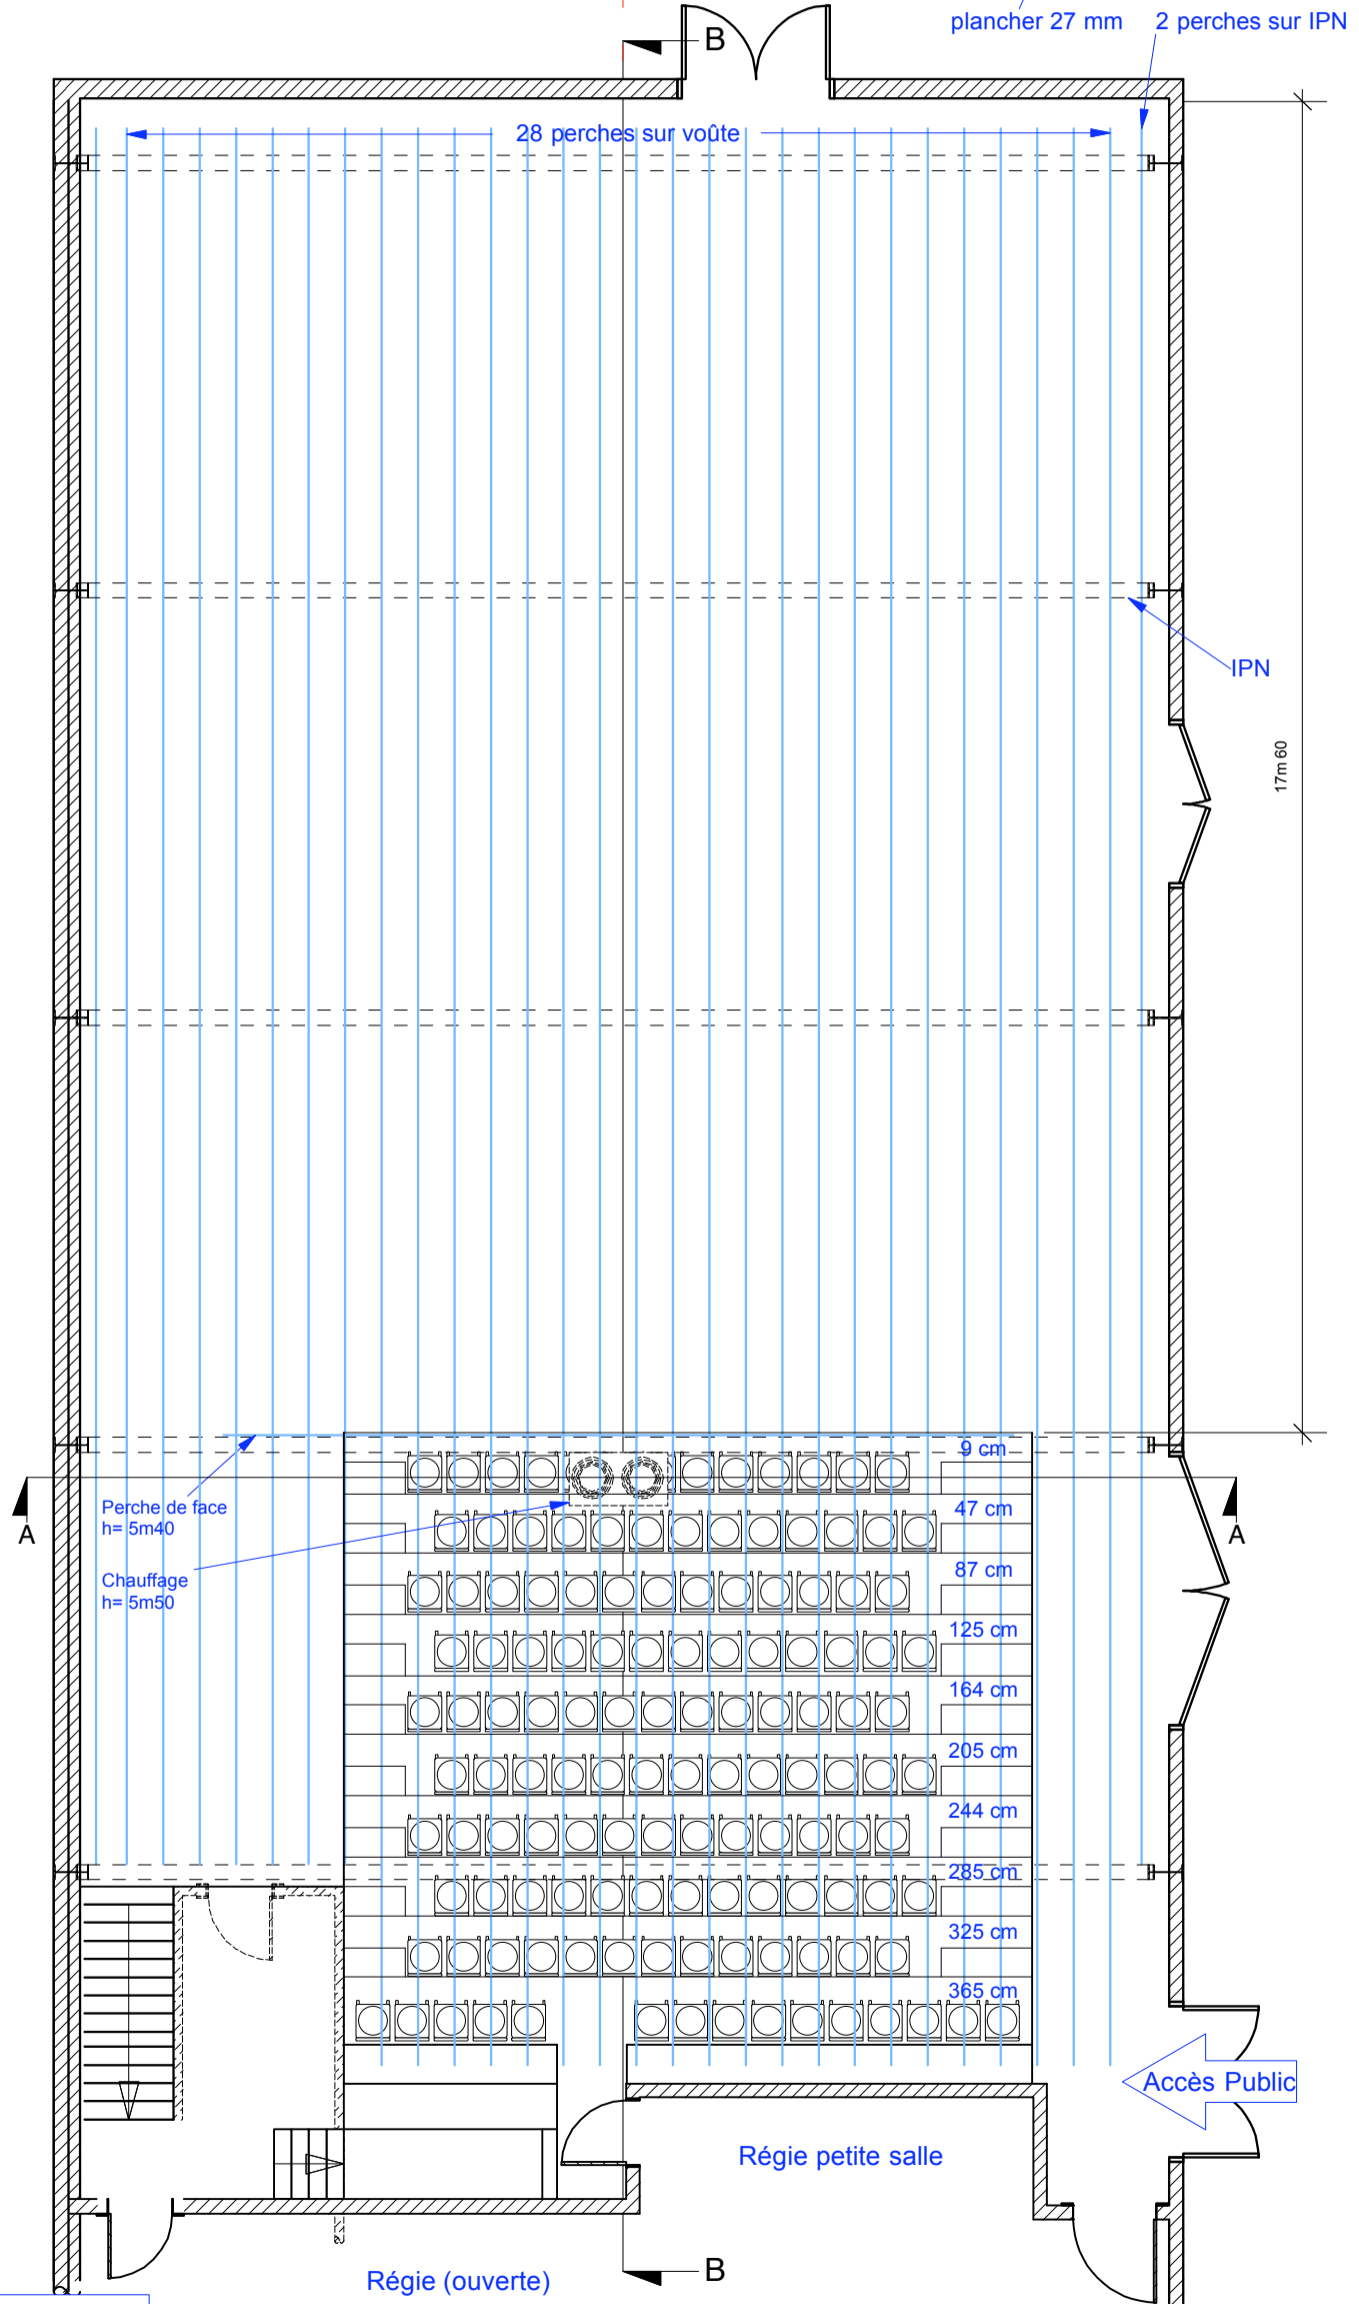 B
plancher 27 mm
2 perches sur IPN
28 perches sur voûte
IPN
17m 60
9 cm
Perche de face
h= 5m40
47 cm
A
A
Chauffage
h= 5m50
87 cm
125 cm
164 cm
205 cm
244 cm
285 cm
325 cm
365 cm
Accès Public
Régie petite salle
B
Régie (ouverte)